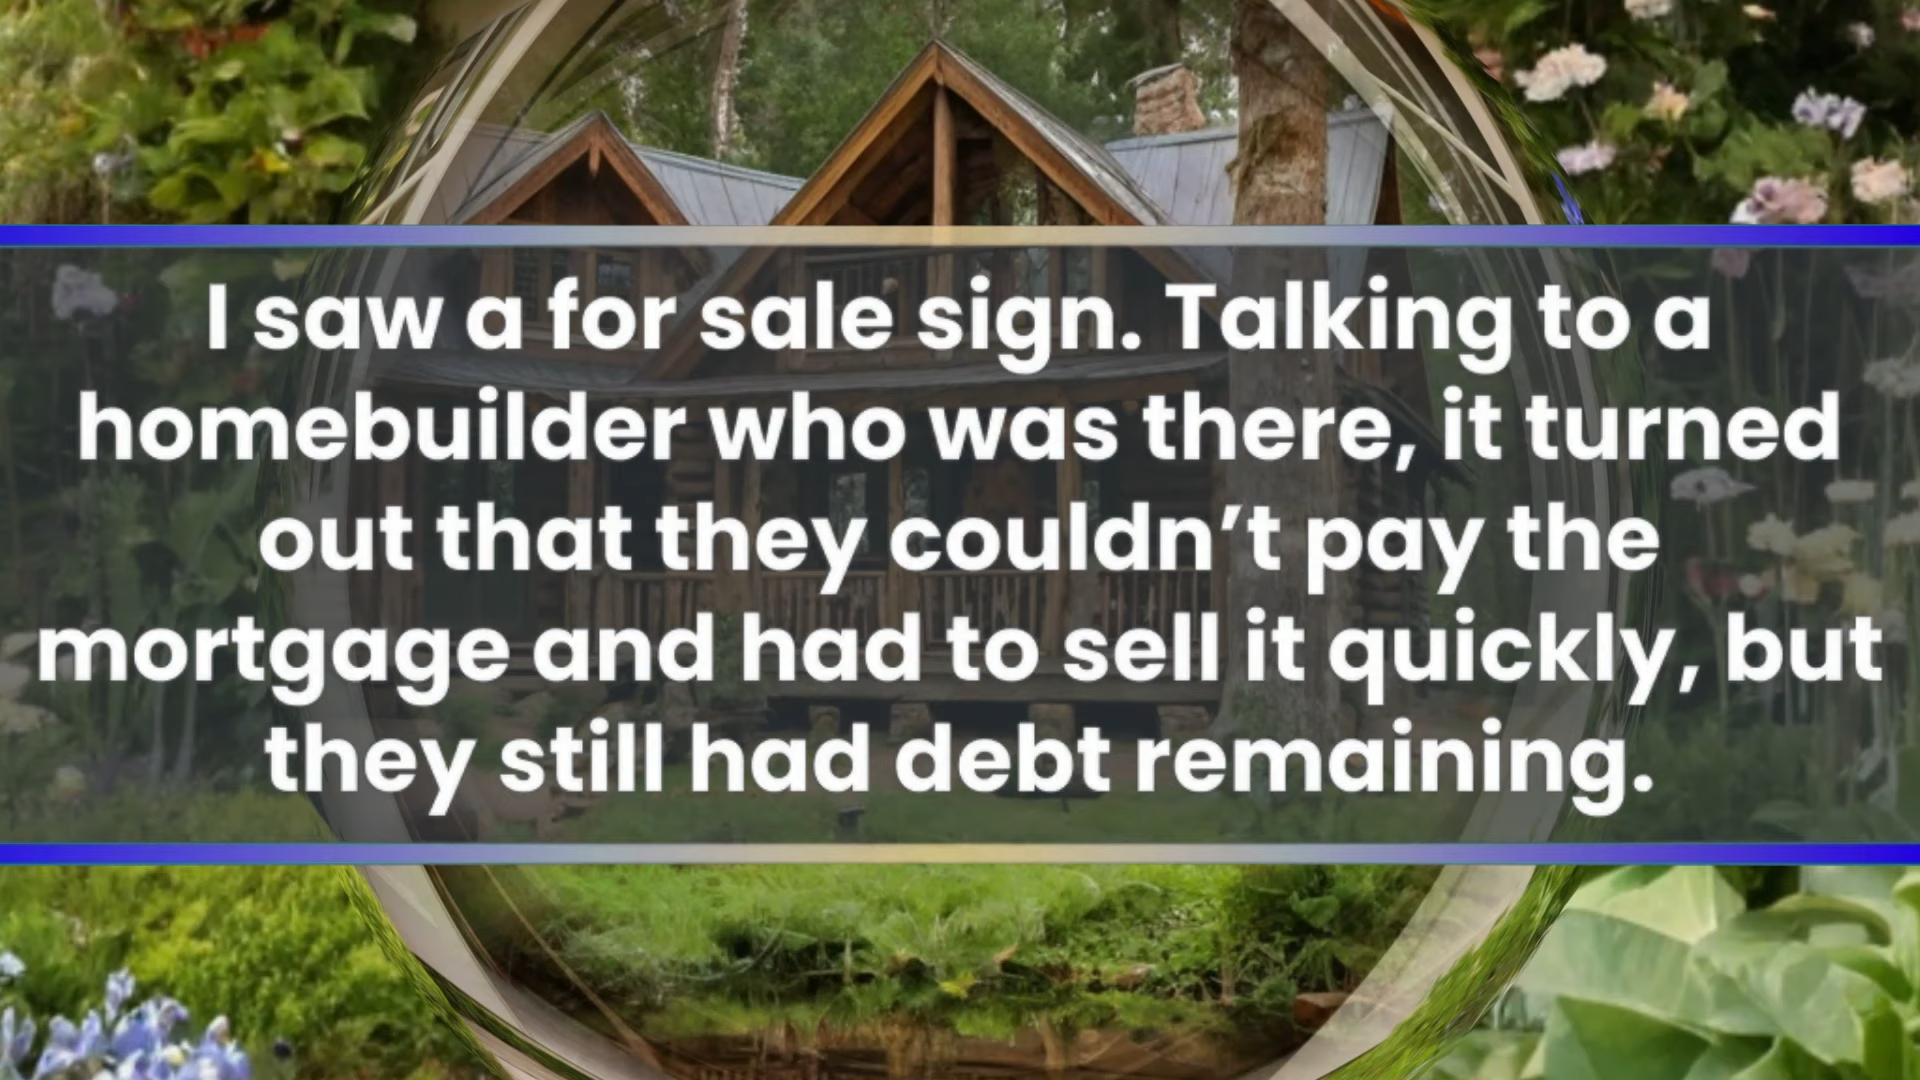 I saw a for sale sign. Talking to a
homebuilder who was there, it turned
out that they couldn’t pay the
mortgage and had to sell it quickly, but
they still had debt remaining.